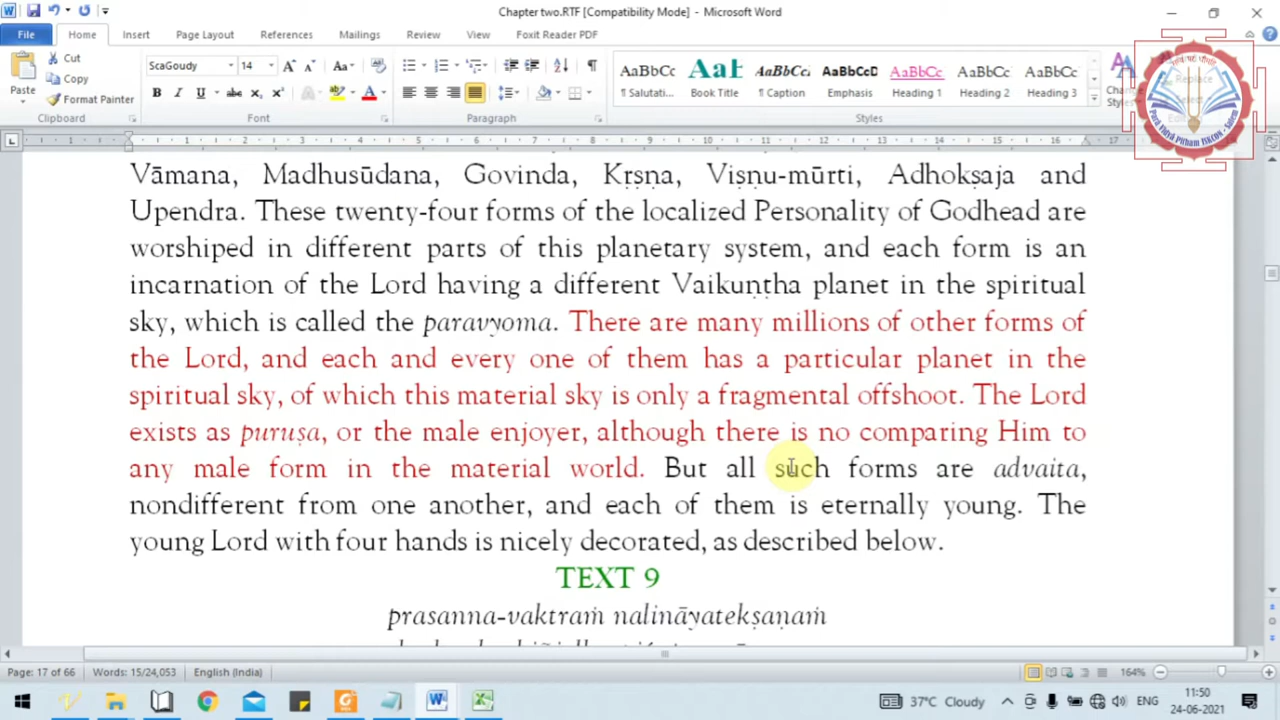 Chapter two.RTF [Compatibility Mode] - Microsoft Word
File Home Insert Page Layout References Mailings Review View Foxit Reader PDF
Cut
Copy
Format Painter
Paste
ScaGoudy 14
AaBbCc AaBb AaBbCc AaBbCcD AaBbCc AaBbCc AaBbCc
¶ Salutati... Book Title ¶ Caption Emphasis Heading 1 Heading 2 Heading 3
Clipboard Font Paragraph Styles
Vāmana, Madhusūdana, Govinda, Kṛṣṇa, Viṣṇu-mūrti, Adhokṣaja and
Upendra. These twenty-four forms of the localized Personality of Godhead are
worshiped in different parts of this planetary system, and each form is an
incarnation of the Lord having a different Vaikuṇṭha planet in the spiritual
sky, which is called the paravyoma. There are many millions of other forms of
the Lord, and each and every one of them has a particular planet in the
spiritual sky, of which this material sky is only a fragmental offshoot. The Lord
exists as puruṣa, or the male enjoyer, although there is no comparing Him to
any male form in the material world. But all such forms are advaita,
nondifferent from one another, and each of them is eternally young. The
young Lord with four hands is nicely decorated, as described below.
TEXT 9
prasanna-vaktraṁ nalināyatekṣaṇaṁ
Page: 17 of 66 Words: 15/24,053 English (India) 164%
37°C Cloudy ENG 11:50
24-06-2021